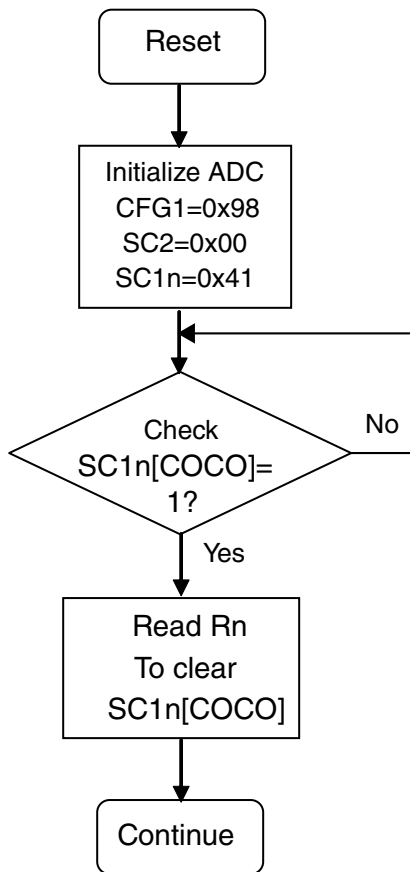 Reset
Initialize ADC
CFG1=0x98
SC2=0x00
SC1n=0x41
Check
SC1n[COCO]=
1?
No
Yes
Read Rn
To clear
SC1n[COCO]
Continue